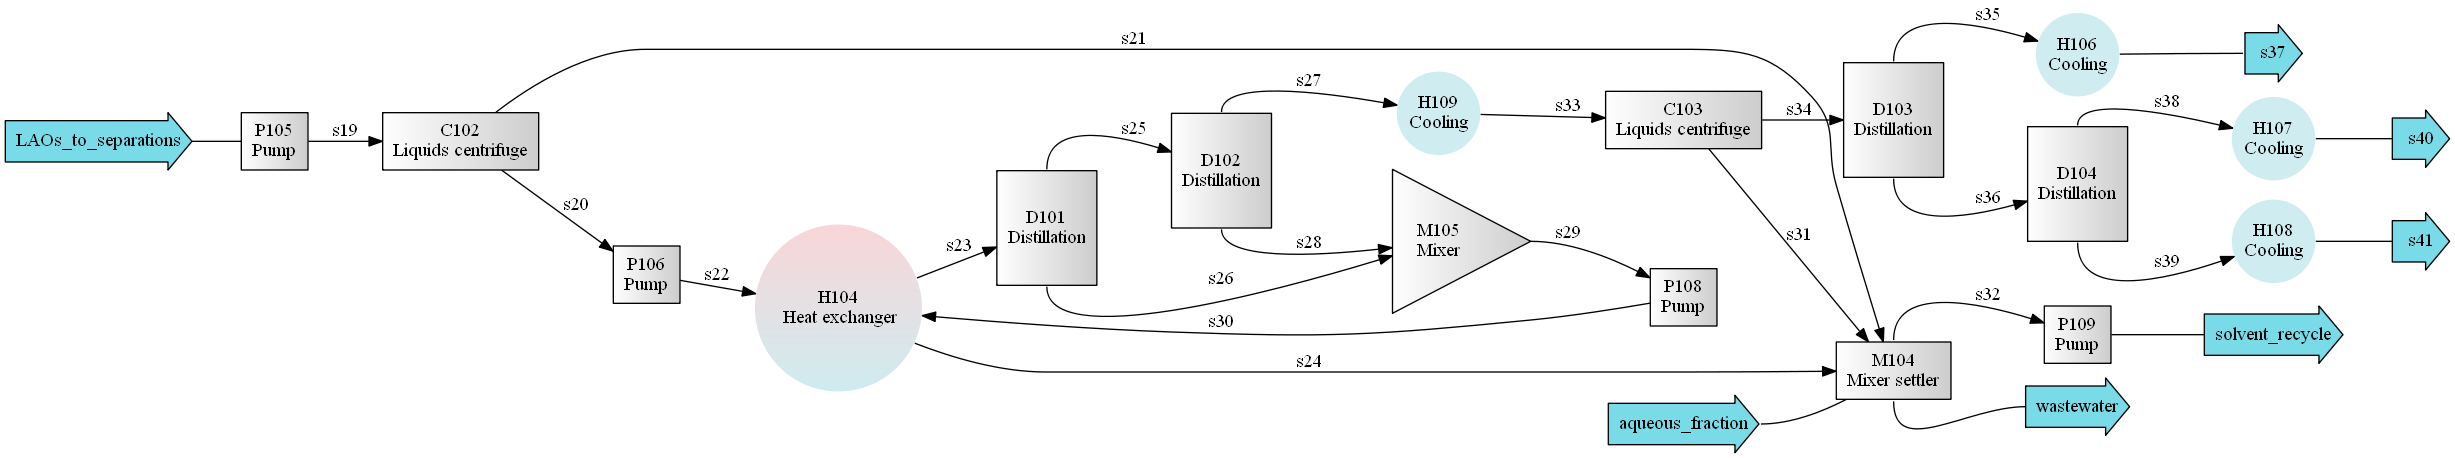 LAOs_to_separations
P105
Pump
s19
C102
Liquids centrifuge
s21
s20
P106
Pump
s22
H104
Heat exchanger
s23
D101
Distillation
s25
D102
Distillation
s27
H109
Cooling
s33
C103
Liquids centrifuge
s34
D103
Distillation
s35
H106
Cooling
s37
s36
D104
Distillation
s38
H107
Cooling
s40
s39
H108
Cooling
s41
s28
s26
M105
Mixer
s29
P108
Pump
s30
s31
s24
M104
Mixer settler
s32
P109
Pump
solvent_recycle
aqueous_fraction
wastewater